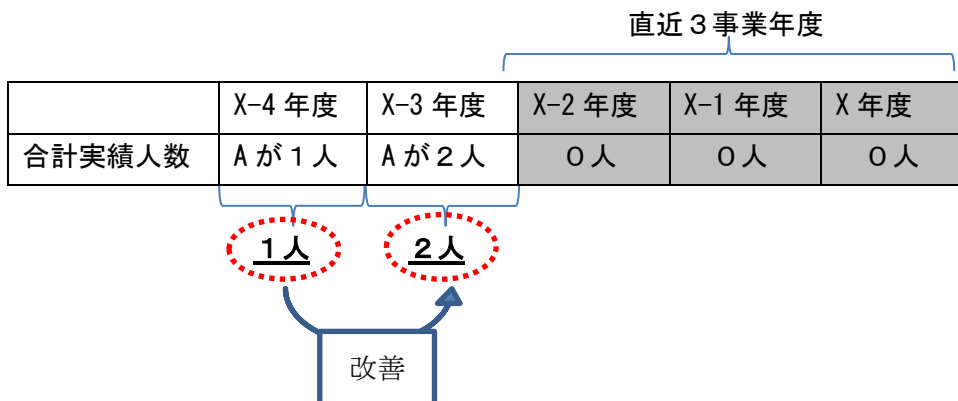 直近３事業年度
X-4 年度 X-3 年度 X-2 年度 X-1 年度 X 年度
合計実績人数 A が１人 A が２人 ０人 ０人 ０人
１人 ２人
改善